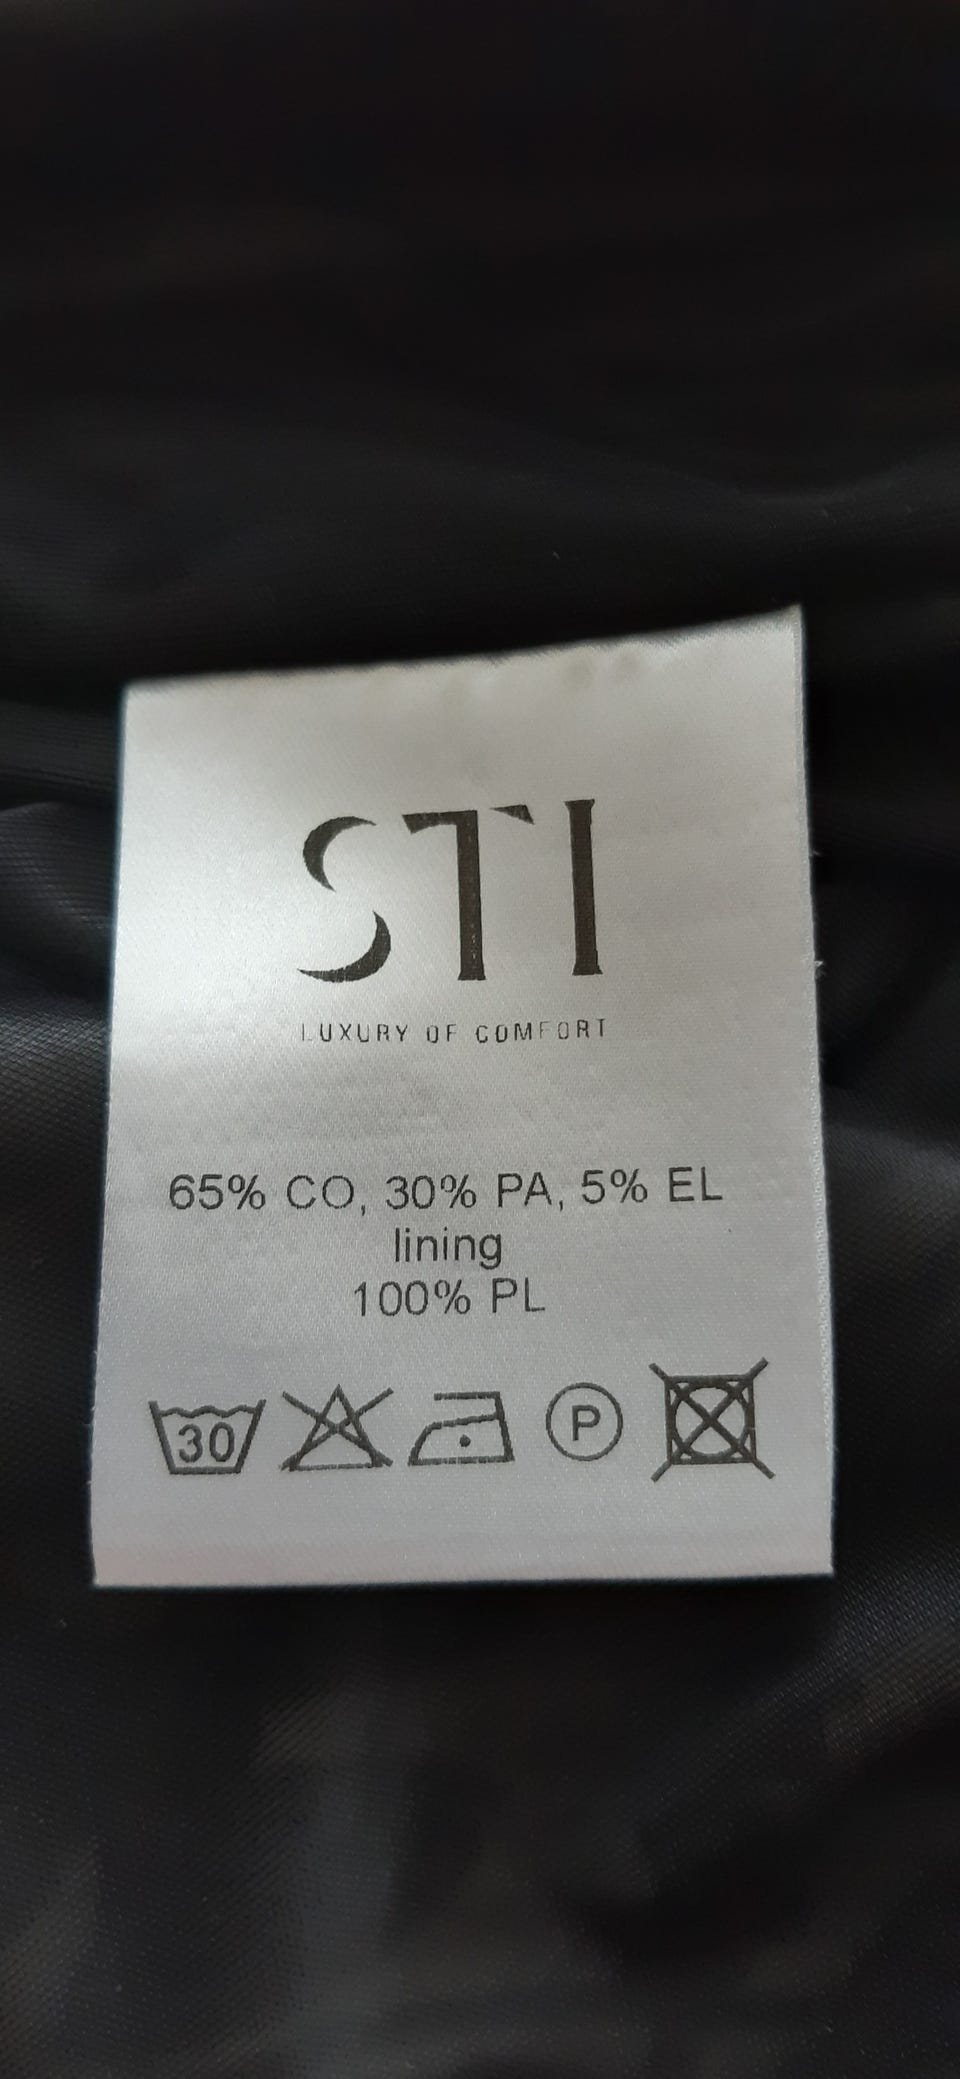 STI
LUXURY OF COMFORT
65% CO, 30% PA, 5% EL
lining
100% PL
30 P